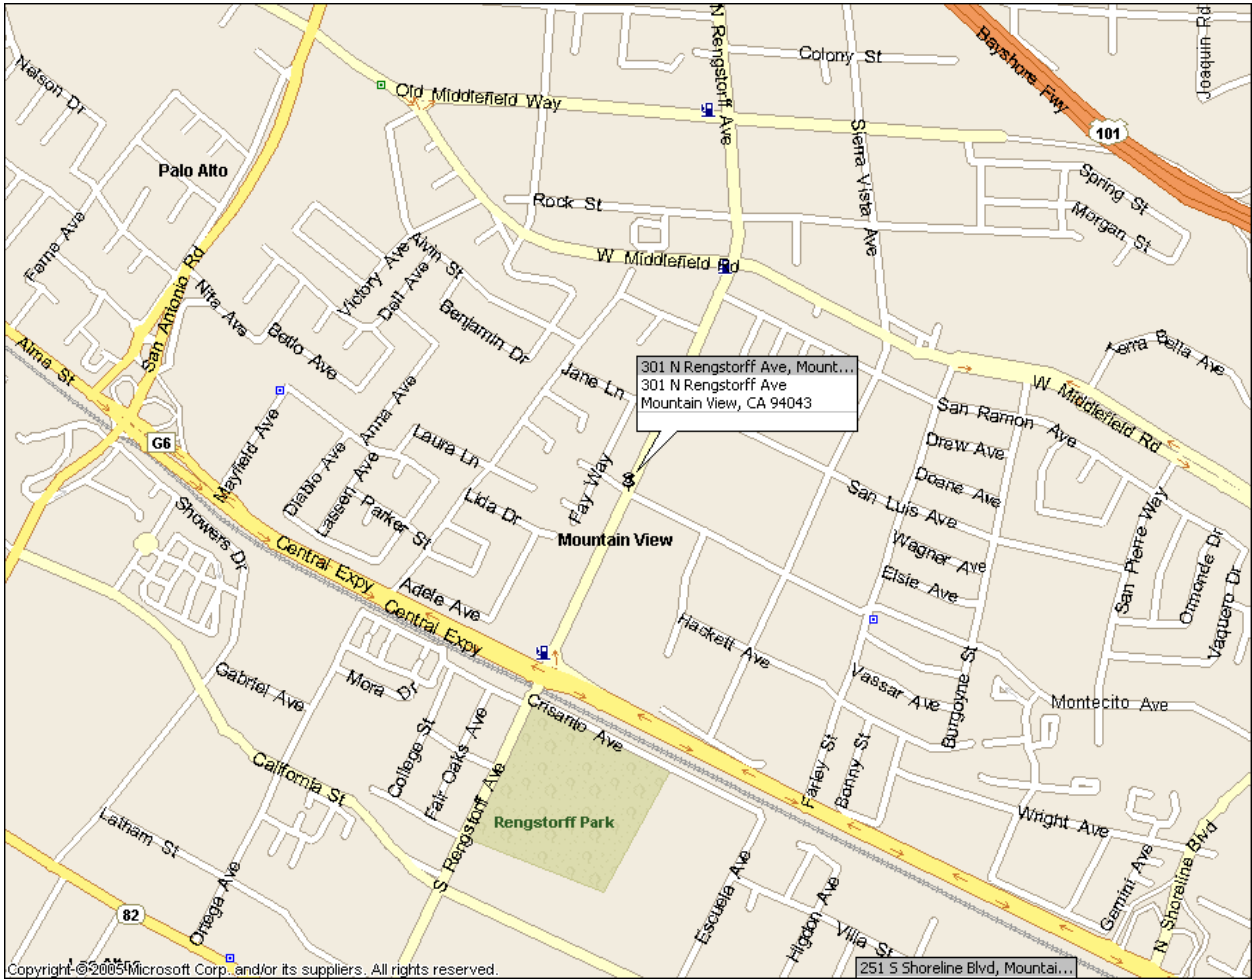 N Rengstorff Ave
Colony St
Bayshore Fwy
Joaquin Rd
Nelson Dr
Old Middlefield Way
101
Palo Alto
Sierra Vista Ave
Spring St
Rock St
Morgan St
Ferne Ave
San Antonio Rd
Victory Ave
Alvin St
Dell Ave
W Middlefield Rd
Nita Ave
Betlo Ave
Benjamin Dr
Alma St
Jane Ln
301 N Rengstorff Ave, Mount...
301 N Rengstorff Ave
Mountain View, CA 94043
Terra Bella Ave
W Middlefield Rd
San Ramon Ave
G6
Mayfield Ave
Anna Ave
Laura Ln
Drew Ave
Diablo Ave
Lassen Ave
Parker St
Lida Dr
Fay Way
Doane Ave
San Luis Ave
San Pierre Way
Showers Dr
Mountain View
Wagner Ave
Ormonde Dr
Vaquero Dr
Central Expy
Adele Ave
Elsie Ave
Central Expy
Hackett Ave
Gabriel Ave
Mora Dr
Vassar Ave
Burgoyne St
Montecito Ave
Crisanto Ave
College St
Fair Oaks Ave
California St
S Rengstorff Ave
Farley St
Bonny St
Rengstorff Park
Wright Ave
Latham St
Gemini Ave
N Shoreline Blvd
Ortega Ave
Escuela Ave
Higdon Ave
Villa St
82
Los Altos
Copyright © 2005 Microsoft Corp. and/or its suppliers. All rights reserved.
251 S Shoreline Blvd, Mountai...